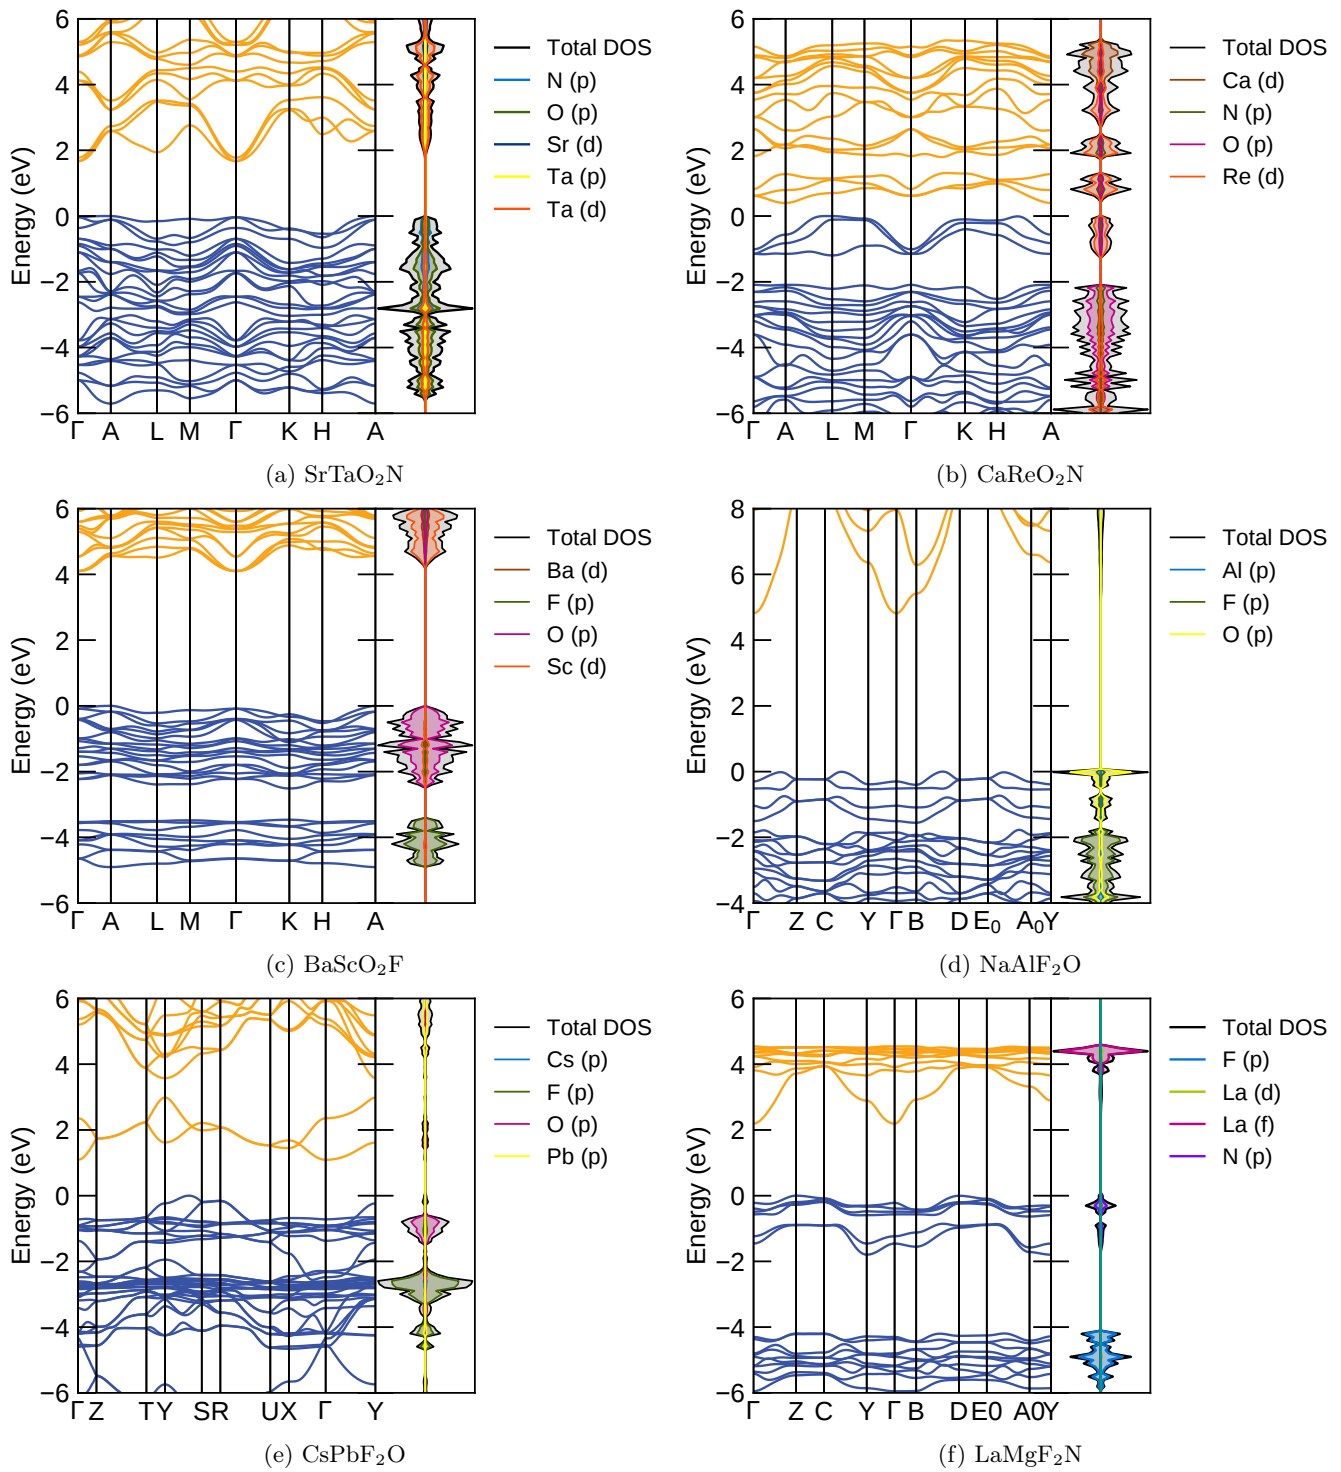 6
4
2
0
−2
−4
−6
Energy (eV)
Γ A L M Γ K H A
Total DOS
N (p)
O (p)
Sr (d)
Ta (p)
Ta (d)
(a) SrTaO₂N
6
4
2
0
−2
−4
−6
Energy (eV)
Γ A L M Γ K H A
Total DOS
Ca (d)
N (p)
O (p)
Re (d)
(b) CaReO₂N
6
4
2
0
−2
−4
−6
Energy (eV)
Γ A L M Γ K H A
Total DOS
Ba (d)
F (p)
O (p)
Sc (d)
(c) BaScO₂F
8
6
4
2
0
−2
−4
Energy (eV)
Γ Z C Y Γ B D E₀ A₀Y
Total DOS
Al (p)
F (p)
O (p)
(d) NaAlF₂O
6
4
2
0
−2
−4
−6
Energy (eV)
Γ Z TY SR UX Γ Y
Total DOS
Cs (p)
F (p)
O (p)
Pb (p)
(e) CsPbF₂O
6
4
2
0
−2
−4
−6
Energy (eV)
Γ Z C Y Γ B D E0 A0Y
Total DOS
F (p)
La (d)
La (f)
N (p)
(f) LaMgF₂N